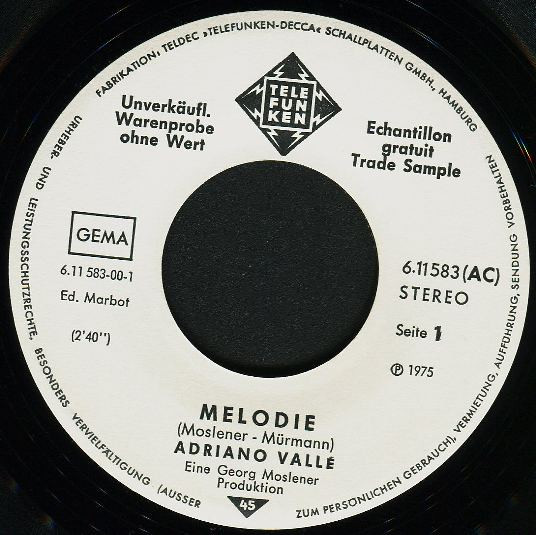 FABRIKATION: TELDEC »TELEFUNKEN-DECCA« SCHALLPLATTEN GMBH, HAMBURG
URHEBER- UND LEISTUNGSSCHUTZRECHTE, BESONDERS VERVIELFÄLTIGUNG (AUSSER ZUM PERSÖNLICHEN GEBRAUCH), VERMIETUNG, AUFFÜHRUNG, SENDUNG VORBEHALTEN
TELE
FUN
KEN
Unverkäufl.
Warenprobe
ohne Wert
Echantillon
gratuit
Trade Sample
GEMA
6.11 583-00-1
Ed. Marbot
(2'40'')
6.11583 (AC)
STEREO
Seite 1
℗ 1975
MELODIE
(Moslener - Mürmann)
ADRIANO VALLÉ
Eine Georg Moslener
Produktion
45